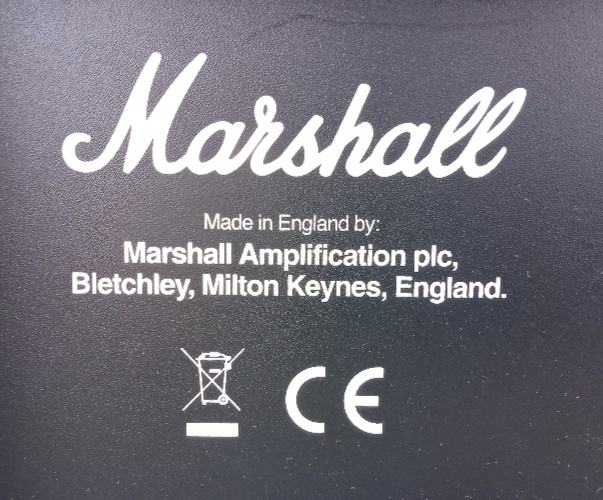 Marshall
Made in England by:
Marshall Amplification plc,
Bletchley, Milton Keynes, England.
CE